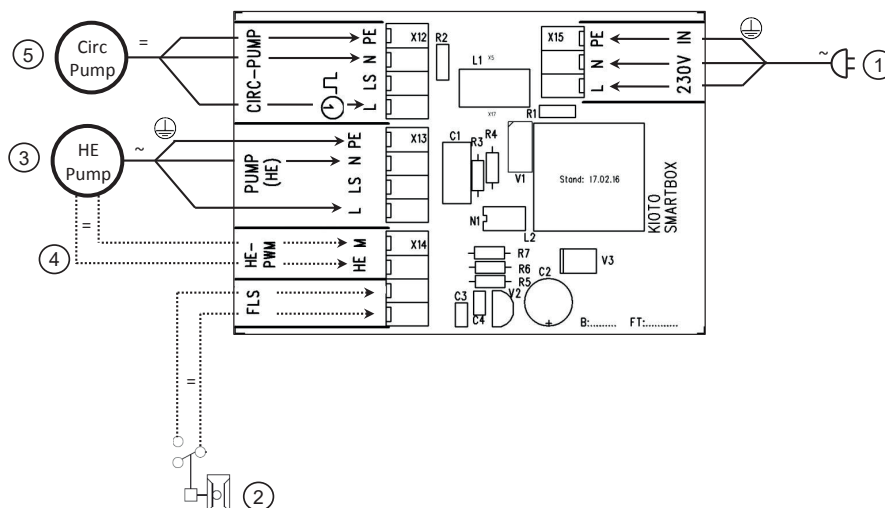 5
Circ
Pump
=
CIRC-PUMP
PE
N
LS
L
X12
R2
L1
X5
X17
X15
PE
N
L
230V IN
~
1
R1
3
HE
Pump
~
PUMP
(HE)
PE
N
LS
L
X13
C1
R3
R4
V1
Stand: 17.02.16
KIOTO
SMARTBOX
N1
L2
4
=
HE-
PWM
M
HE
X14
R7
R6
R5
V3
C2
FLS
C3
C4
V2
+
B:.........
FT:...........
=
2